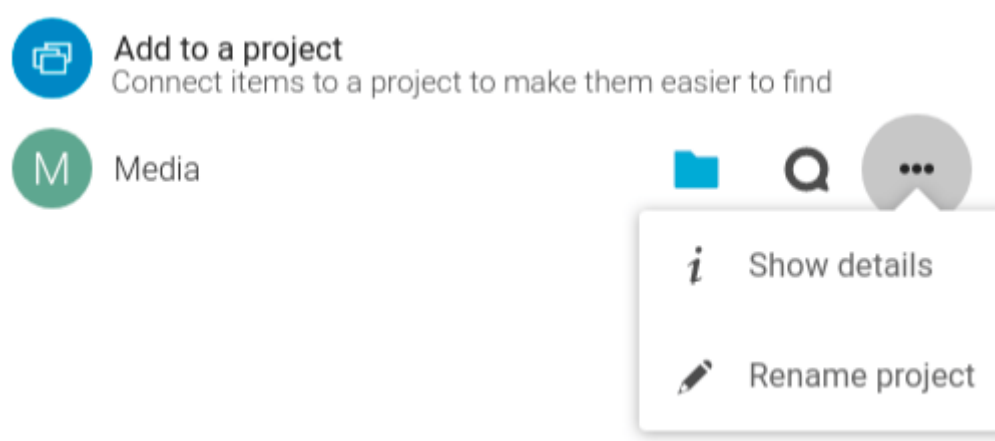 Add to a project
Connect items to a project to make them easier to find
M
Media
Show details
Rename project